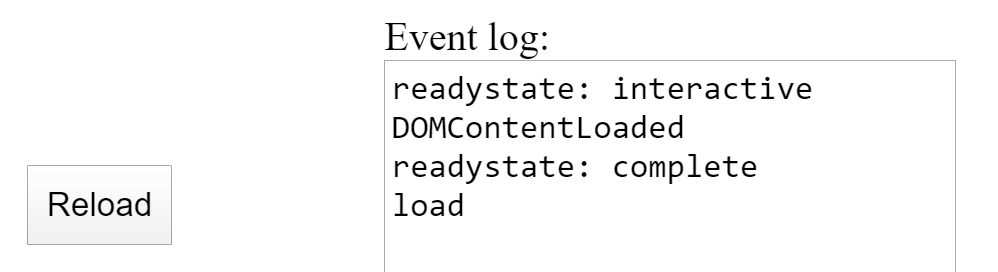 Event log:
readystate: interactive
DOMContentLoaded
readystate: complete
load
Reload